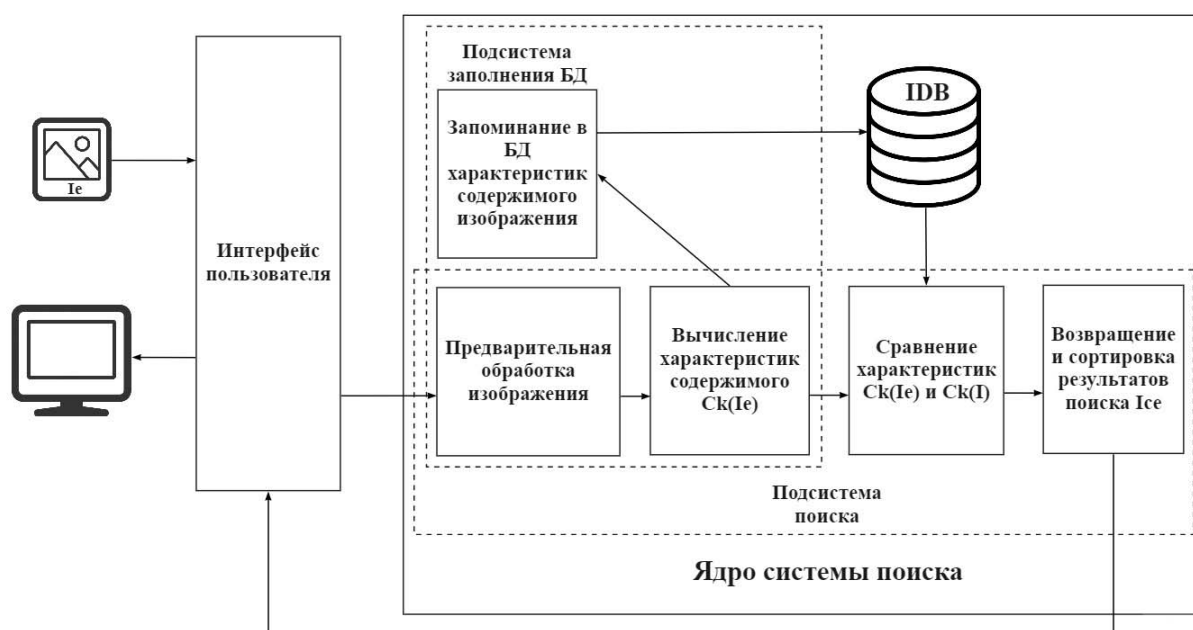 Подсистема
заполнения БД
IDB
Запоминание в
БД
характеристик
содержимого
изображения
Ie
Интерфейс
пользователя
Предварительная
обработка
изображения
Вычисление
характеристик
содержимого
Ck(Ie)
Сравнение
характеристик
Ck(Ie) и Ck(I)
Возвращение
и сортировка
результатов
поиска Ice
Подсистема
поиска
Ядро системы поиска